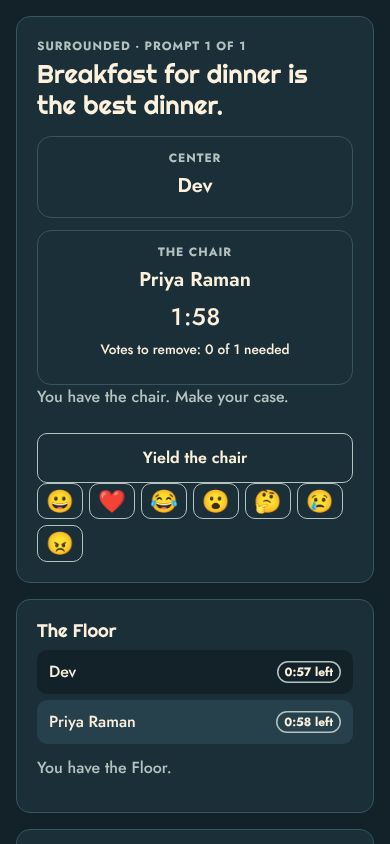 SURROUNDED · PROMPT 1 OF 1
Breakfast for dinner is
the best dinner.
CENTER
Dev
THE CHAIR
Priya Raman
1:58
Votes to remove: 0 of 1 needed
You have the chair. Make your case.
Yield the chair
The Floor
Dev
0:57 left
Priya Raman
0:58 left
You have the Floor.